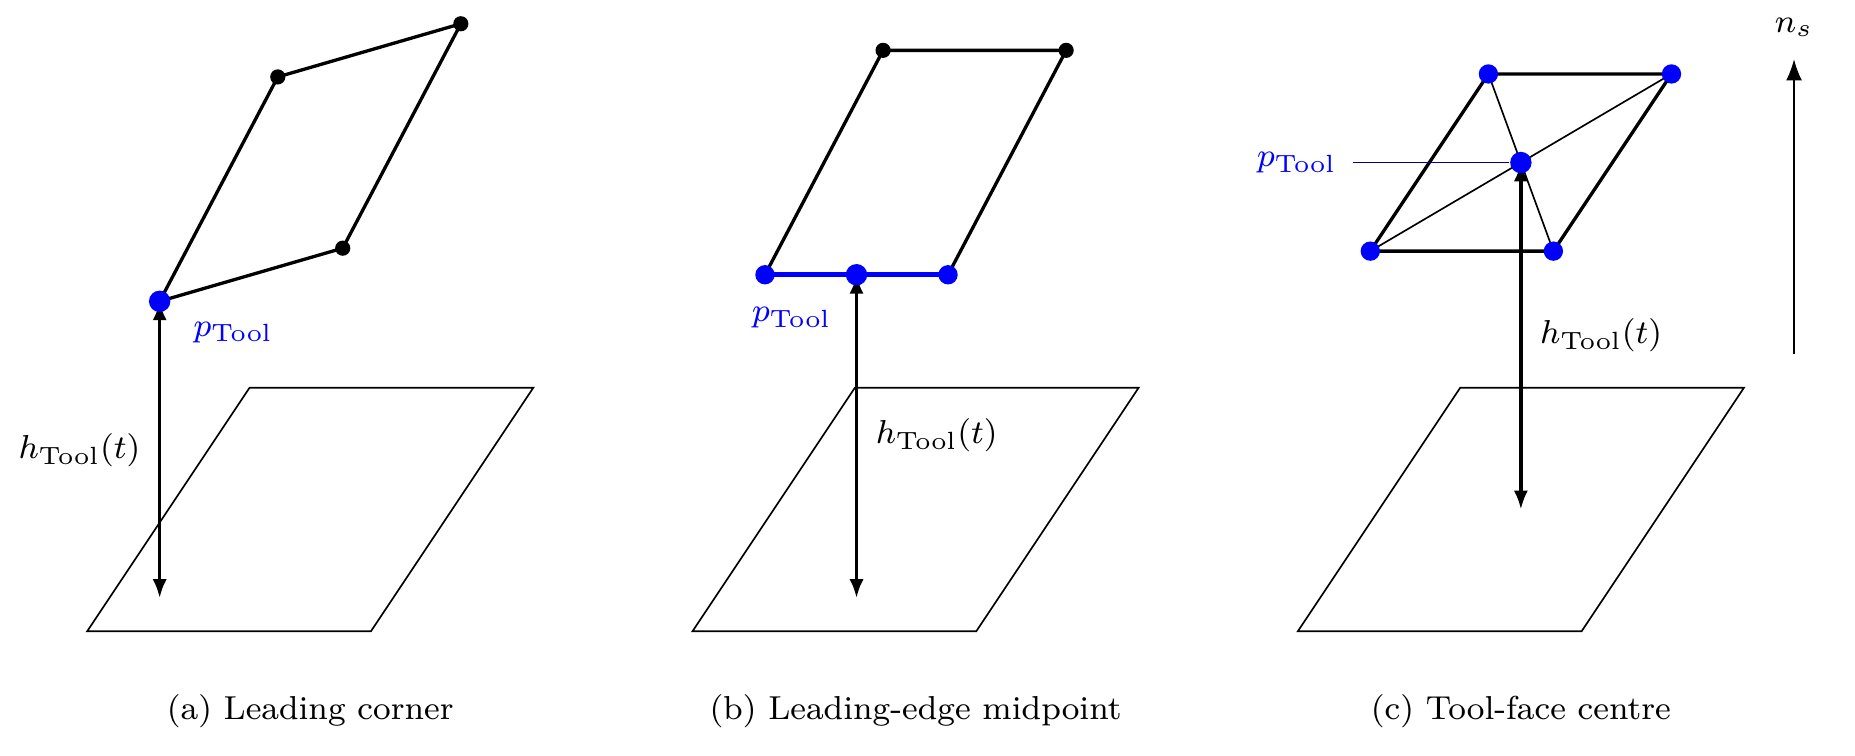 n_s
p_Tool
p_Tool
p_Tool
h_Tool(t)
h_Tool(t)
h_Tool(t)
(a) Leading corner
(b) Leading-edge midpoint
(c) Tool-face centre